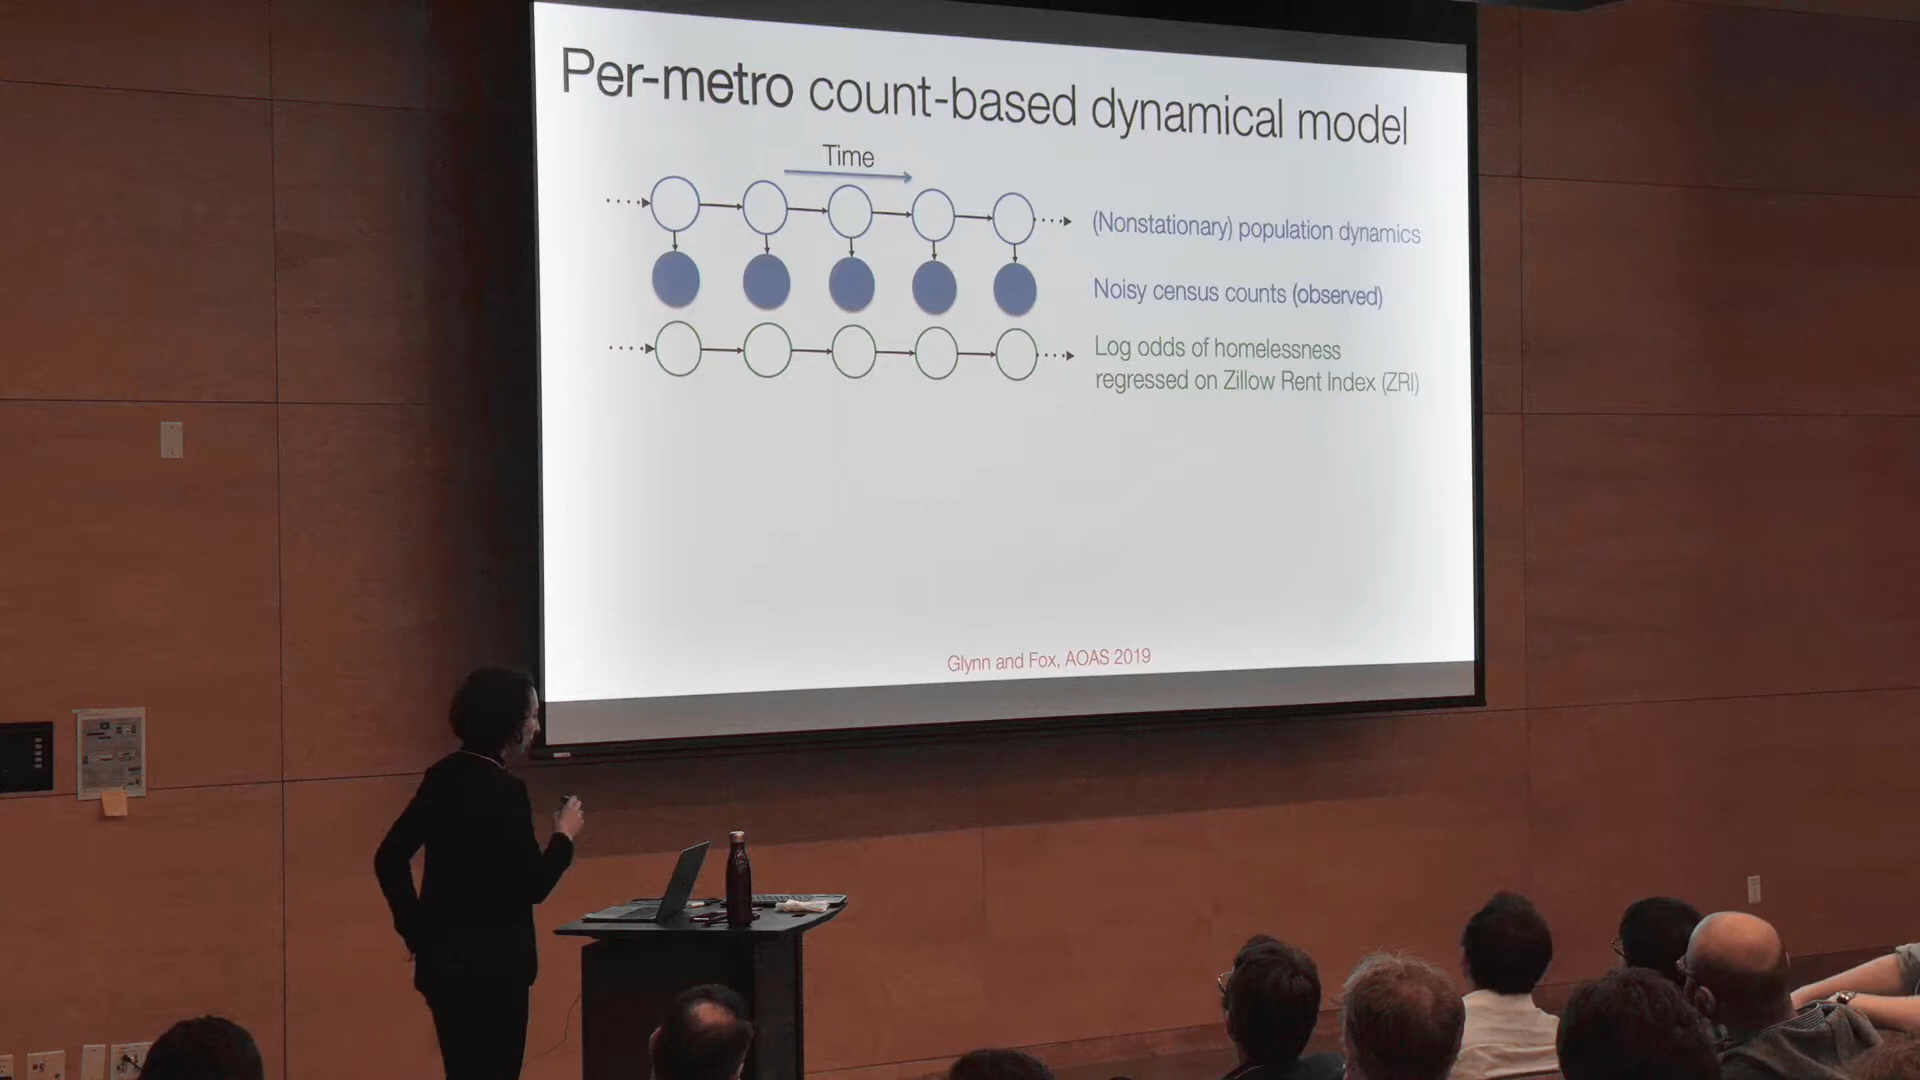 Per-metro count-based dynamical model
Time
(Nonstationary) population dynamics
Noisy census counts (observed)
Log odds of homelessness
regressed on Zillow Rent Index (ZRI)
Glynn and Fox, AOAS 2019